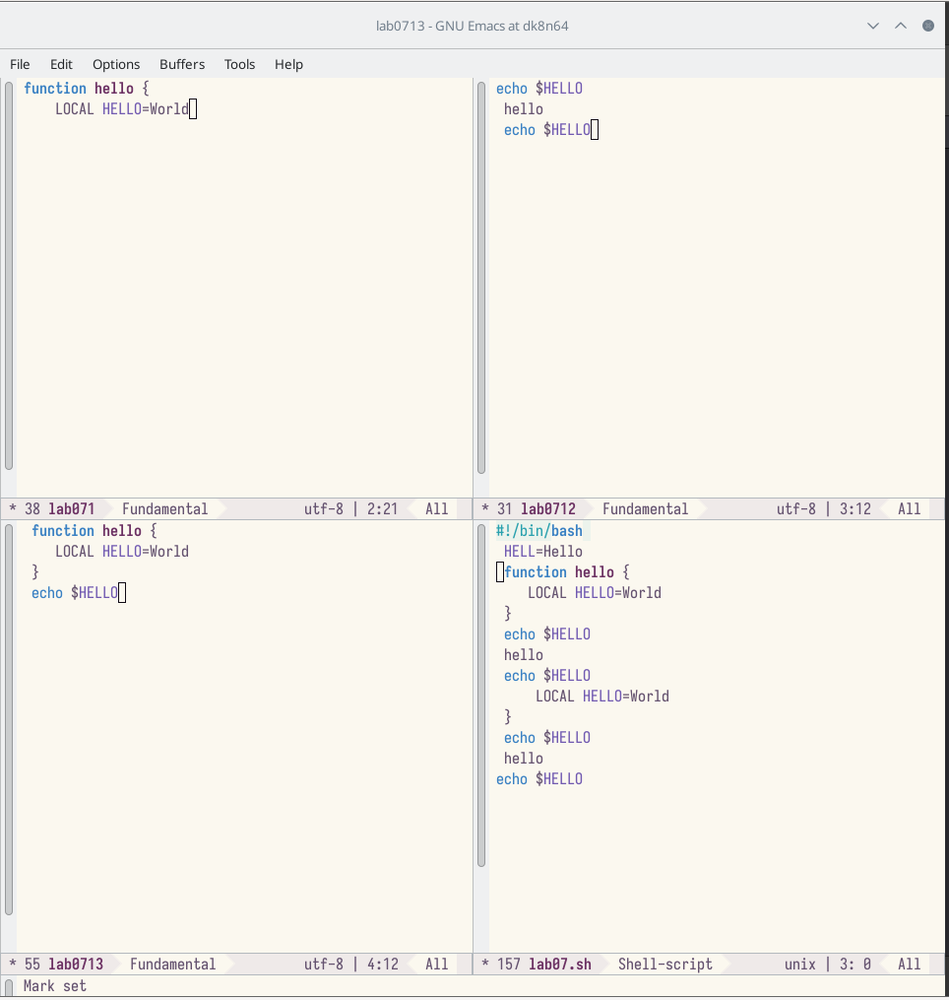 lab0713 - GNU Emacs at dk8n64
File Edit Options Buffers Tools Help
function hello {
LOCAL HELLO=World
* 38 lab071 Fundamental utf-8 | 2:21 All
echo $HELLO
hello
echo $HELLO
* 31 lab0712 Fundamental utf-8 | 3:12 All
function hello {
LOCAL HELLO=World
}
echo $HELLO
* 55 lab0713 Fundamental utf-8 | 4:12 All
#!/bin/bash
HELL=Hello
function hello {
LOCAL HELLO=World
}
echo $HELLO
hello
echo $HELLO
LOCAL HELLO=World
}
echo $HELLO
hello
echo $HELLO
* 157 lab07.sh Shell-script unix | 3: 0 All
Mark set